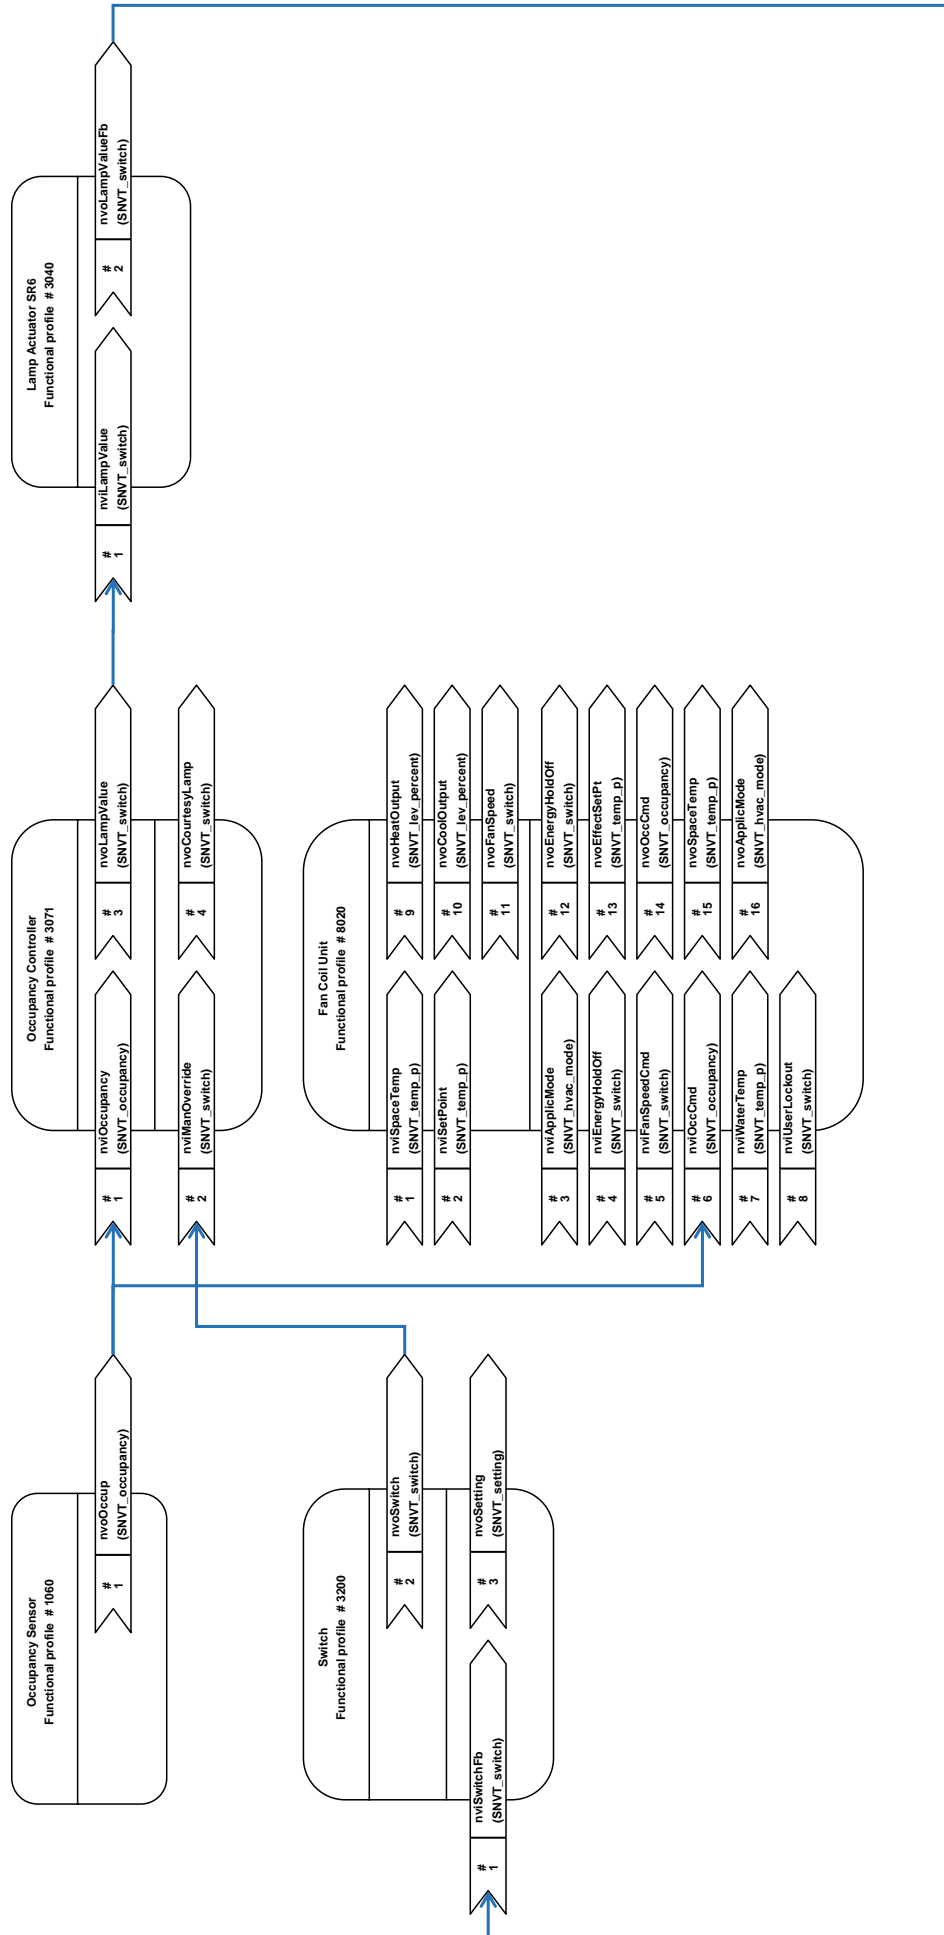 Occupancy Sensor
Functional profile # 1060
# 1
nvoOccup
(SNVT_occupancy)
Switch
Functional profile # 3200
# 2
nvoSwitch
(SNVT_switch)
# 1
nviSwitchFb
(SNVT_switch)
# 3
nvoSetting
(SNVT_setting)
Occupancy Controller
Functional profile # 3071
# 1
nviOccupancy
(SNVT_occupancy)
# 3
nvoLampValue
(SNVT_switch)
# 2
nviManOverride
(SNVT_switch)
# 4
nvoCourtesyLamp
(SNVT_switch)
Fan Coil Unit
Functional profile # 8020
# 1
nviSpaceTemp
(SNVT_temp_p)
# 9
nvoHeatOutput
(SNVT_lev_percent)
# 2
nviSetPoint
(SNVT_temp_p)
# 10
nvoCoolOutput
(SNVT_lev_percent)
# 11
nvoFanSpeed
(SNVT_switch)
# 3
nviApplicMode
(SNVT_hvac_mode)
# 12
nvoEnergyHoldOff
(SNVT_switch)
# 4
nviEnergyHoldOff
(SNVT_switch)
# 13
nvoEffectSetPt
(SNVT_temp_p)
# 5
nviFanSpeedCmd
(SNVT_switch)
# 14
nvoOccCmd
(SNVT_occupancy)
# 6
nviOccCmd
(SNVT_occupancy)
# 15
nvoSpaceTemp
(SNVT_temp_p)
# 7
nviWaterTemp
(SNVT_temp_p)
# 16
nvoApplicMode
(SNVT_hvac_mode)
# 8
nviUserLockout
(SNVT_switch)
Lamp Actuator SR6
Functional profile # 3040
# 1
nviLampValue
(SNVT_switch)
# 2
nvoLampValueFb
(SNVT_switch)